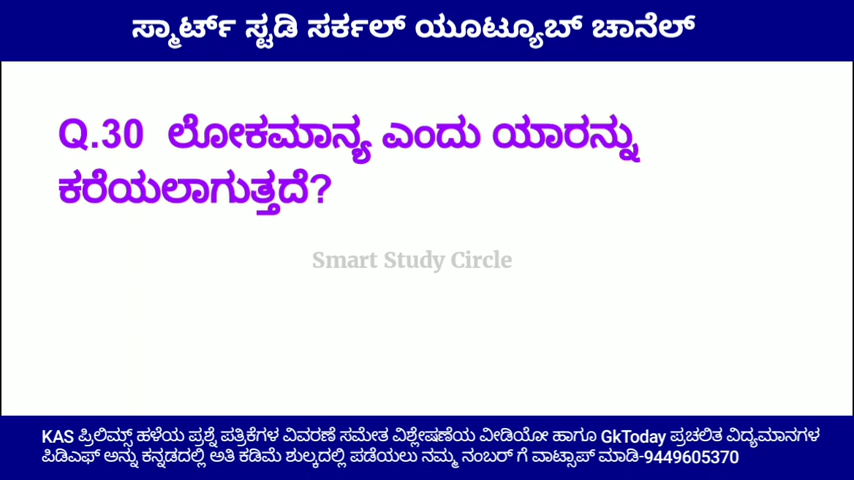 ಸ್ಮಾರ್ಟ್ ಸ್ಟಡಿ ಸರ್ಕಲ್ ಯೂಟ್ಯೂಬ್ ಚಾನೆಲ್
Q.30 ಲೋಕಮಾನ್ಯ ಎಂದು ಯಾರನ್ನು
ಕರೆಯಲಾಗುತ್ತದೆ?
Smart Study Circle
KAS ಪ್ರಿಲಿಮ್ಸ್ ಹಳೆಯ ಪ್ರಶ್ನೆ ಪತ್ರಿಕೆಗಳ ವಿವರಣೆ ಸಮೇತ ವಿಶ್ಲೇಷಣೆಯ ವೀಡಿಯೋ ಹಾಗೂ GkToday ಪ್ರಚಲಿತ ವಿದ್ಯಮಾನಗಳ
ಪಿಡಿಎಫ್ ಅನ್ನು ಕನ್ನಡದಲ್ಲಿ ಅತಿ ಕಡಿಮೆ ಶುಲ್ಕದಲ್ಲಿ ಪಡೆಯಲು ನಮ್ಮ ನಂಬರ್ ಗೆ ವಾಟ್ಸಾಪ್ ಮಾಡಿ-9449605370